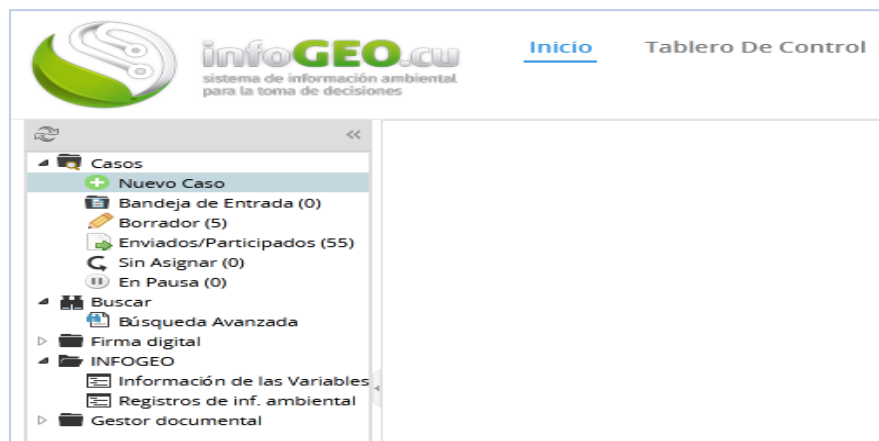 infoGEO.cu
sistema de información ambiental
para la toma de decisiones
Inicio
Tablero De Control
Casos
Nuevo Caso
Bandeja de Entrada (0)
Borrador (5)
Enviados/Participados (55)
Sin Asignar (0)
En Pausa (0)
Buscar
Búsqueda Avanzada
Firma digital
INFOGEO
Información de las Variables
Registros de inf. ambiental
Gestor documental